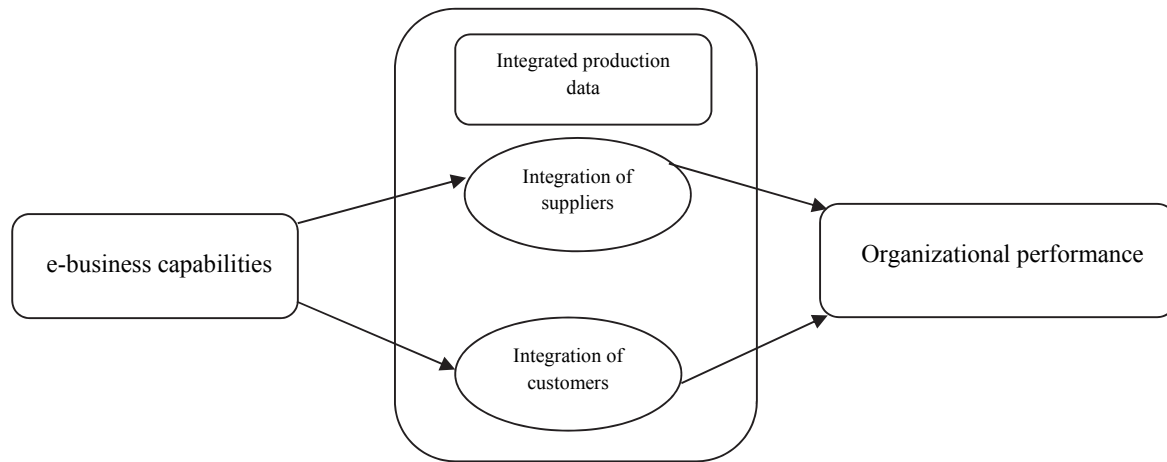 Integrated production
data
Integration of
suppliers
e-business capabilities
Organizational performance
Integration of
customers